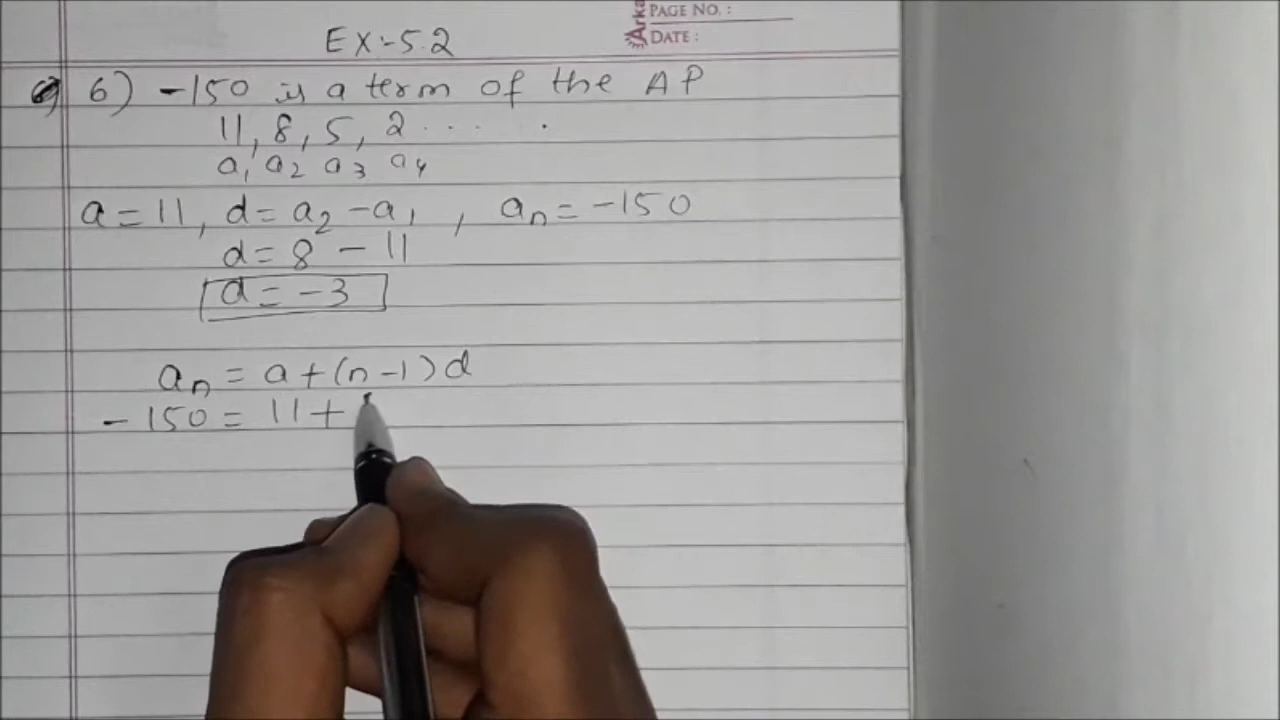 Arka
PAGE NO. :
DATE :
EX:-5.2
6) -150 is a term of the AP
11, 8, 5, 2 ....
a1 a2 a3 a4
a = 11, d = a2 - a1 , an = -150
d = 8 - 11
d = -3
an = a + (n - 1) d
- 150 = 11 +